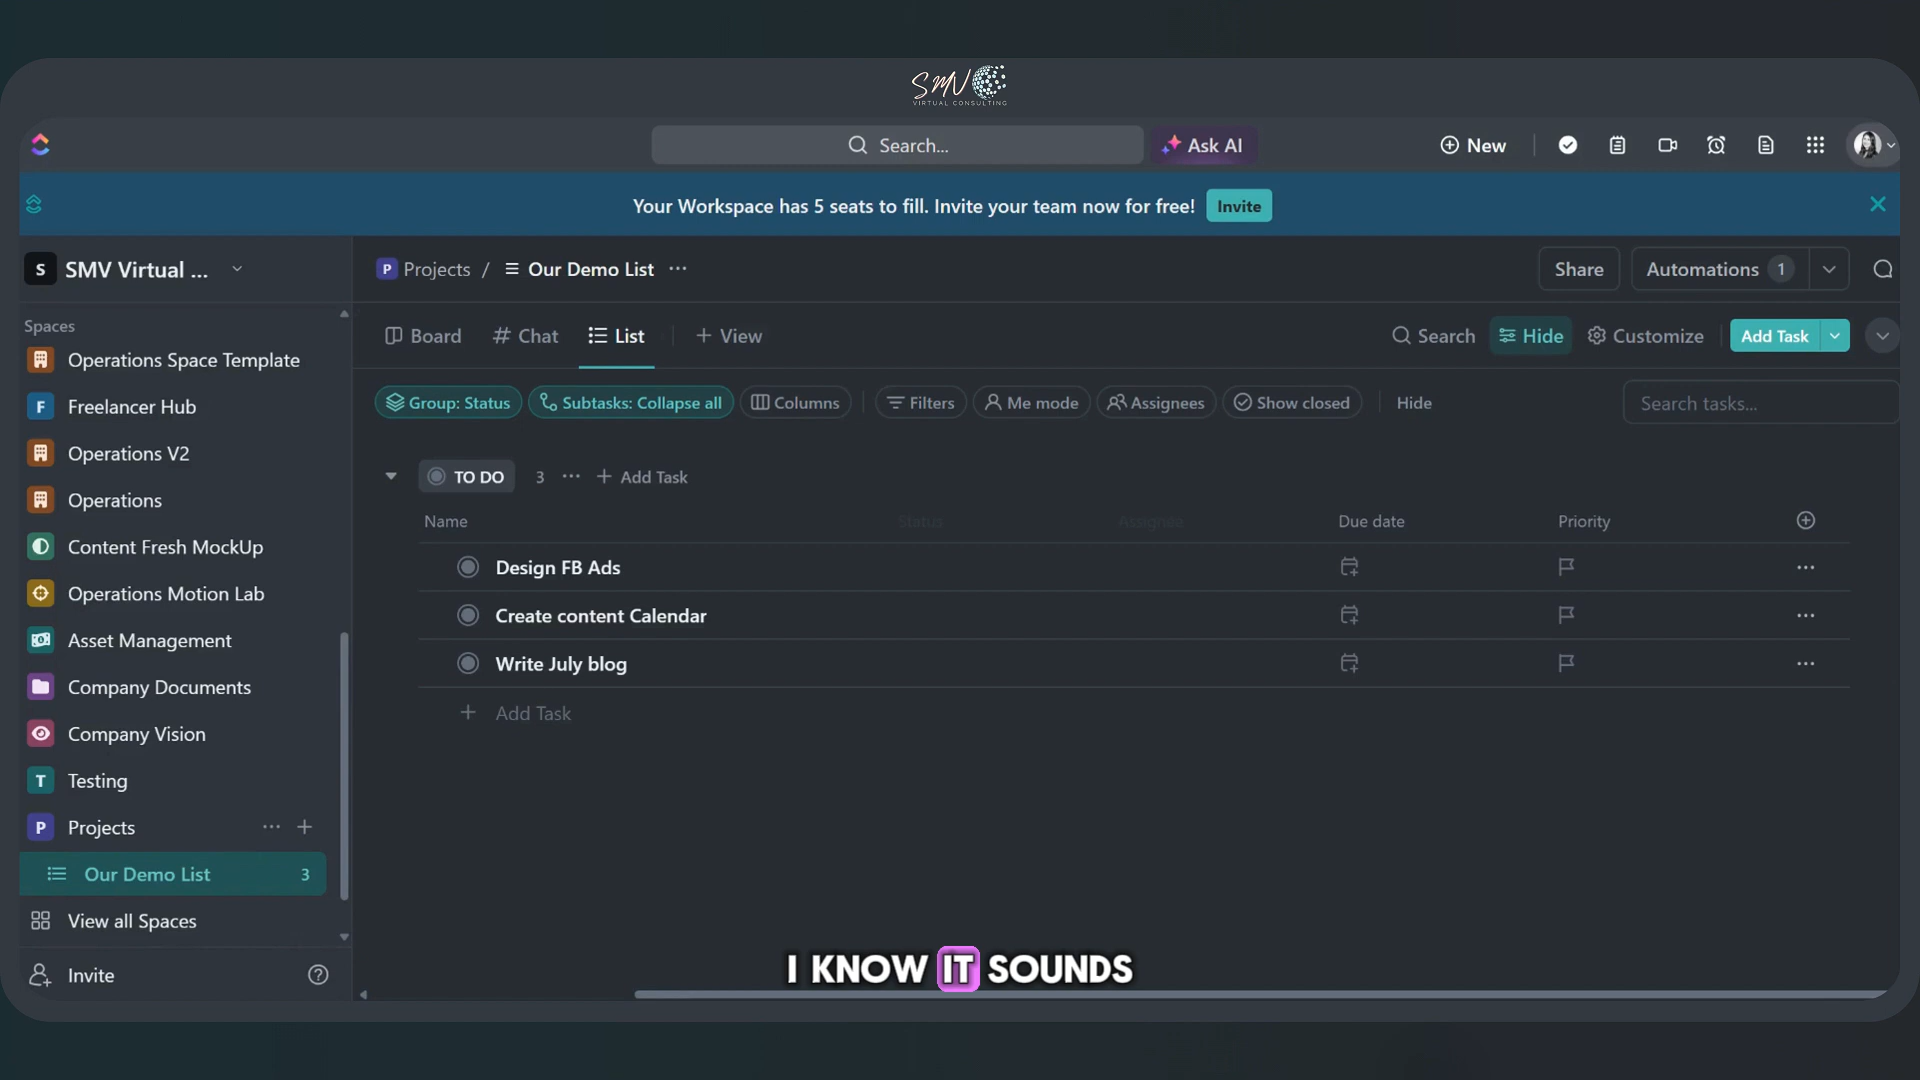 SMV
VIRTUAL CONSULTING
Search...
Ask AI
New
Your Workspace has 5 seats to fill. Invite your team now for free!
Invite
S
SMV Virtual ...
P Projects / Our Demo List ...
Share
Automations 1
Spaces
Operations Space Template
F Freelancer Hub
Operations V2
Operations
Content Fresh MockUp
Operations Motion Lab
Asset Management
Company Documents
Company Vision
T Testing
P Projects ... +
Our Demo List 3
View all Spaces
Invite ?
Board
# Chat
List
+ View
Search
Hide
Customize
Add Task
Group: Status
Subtasks: Collapse all
Columns
Filters
Me mode
Assignees
Show closed
Hide
Search tasks...
TO DO 3 ... + Add Task
Name Status Assignee Due date Priority
Design FB Ads ...
Create content Calendar ...
Write July blog ...
+ Add Task
I KNOW IT SOUNDS